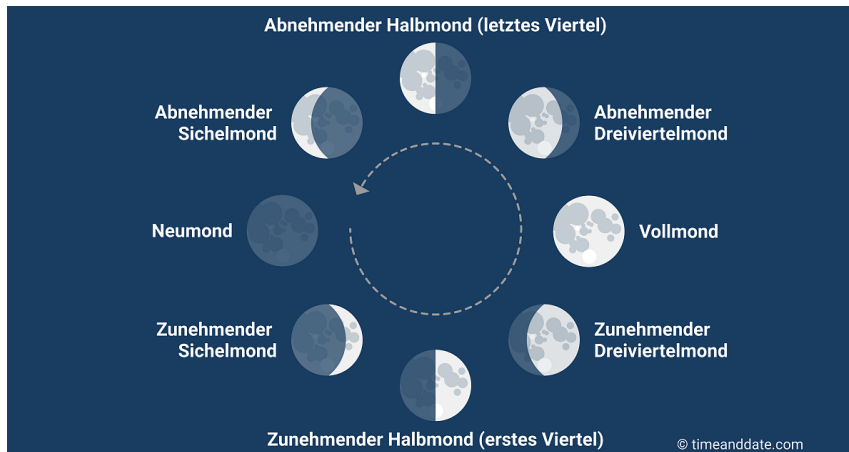 Abnehmender Halbmond (letztes Viertel)
Abnehmender
Sichelmond
Abnehmender
Dreiviertelmond
Neumond
Vollmond
Zunehmender
Sichelmond
Zunehmender
Dreiviertelmond
Zunehmender Halbmond (erstes Viertel)
© timeanddate.com